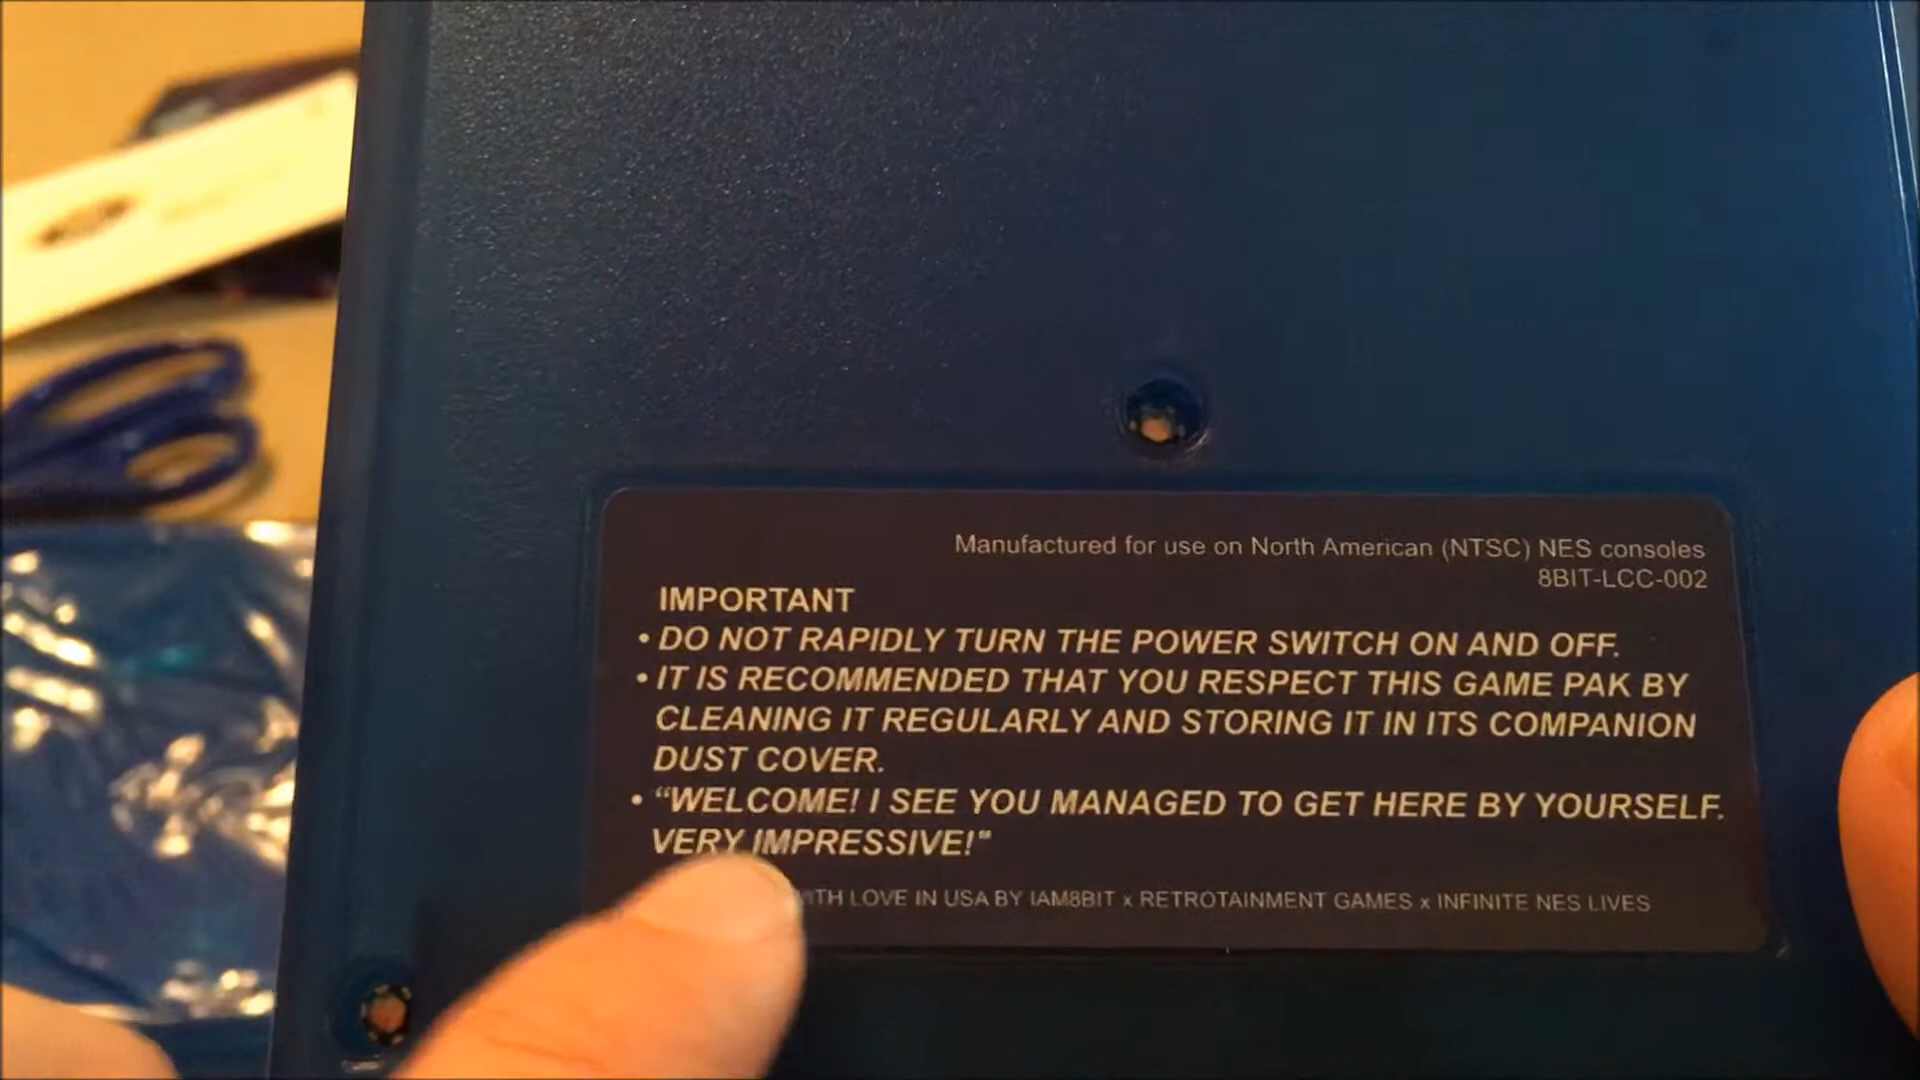 Manufactured for use on North American (NTSC) NES consoles
8BIT-LCC-002
IMPORTANT
• DO NOT RAPIDLY TURN THE POWER SWITCH ON AND OFF.
• IT IS RECOMMENDED THAT YOU RESPECT THIS GAME PAK BY
CLEANING IT REGULARLY AND STORING IT IN ITS COMPANION
DUST COVER.
• “WELCOME! I SEE YOU MANAGED TO GET HERE BY YOURSELF.
VERY IMPRESSIVE!"
LOVE IN USA BY IAM8BIT x RETROTAINMENT GAMES x INFINITE NES LIVES